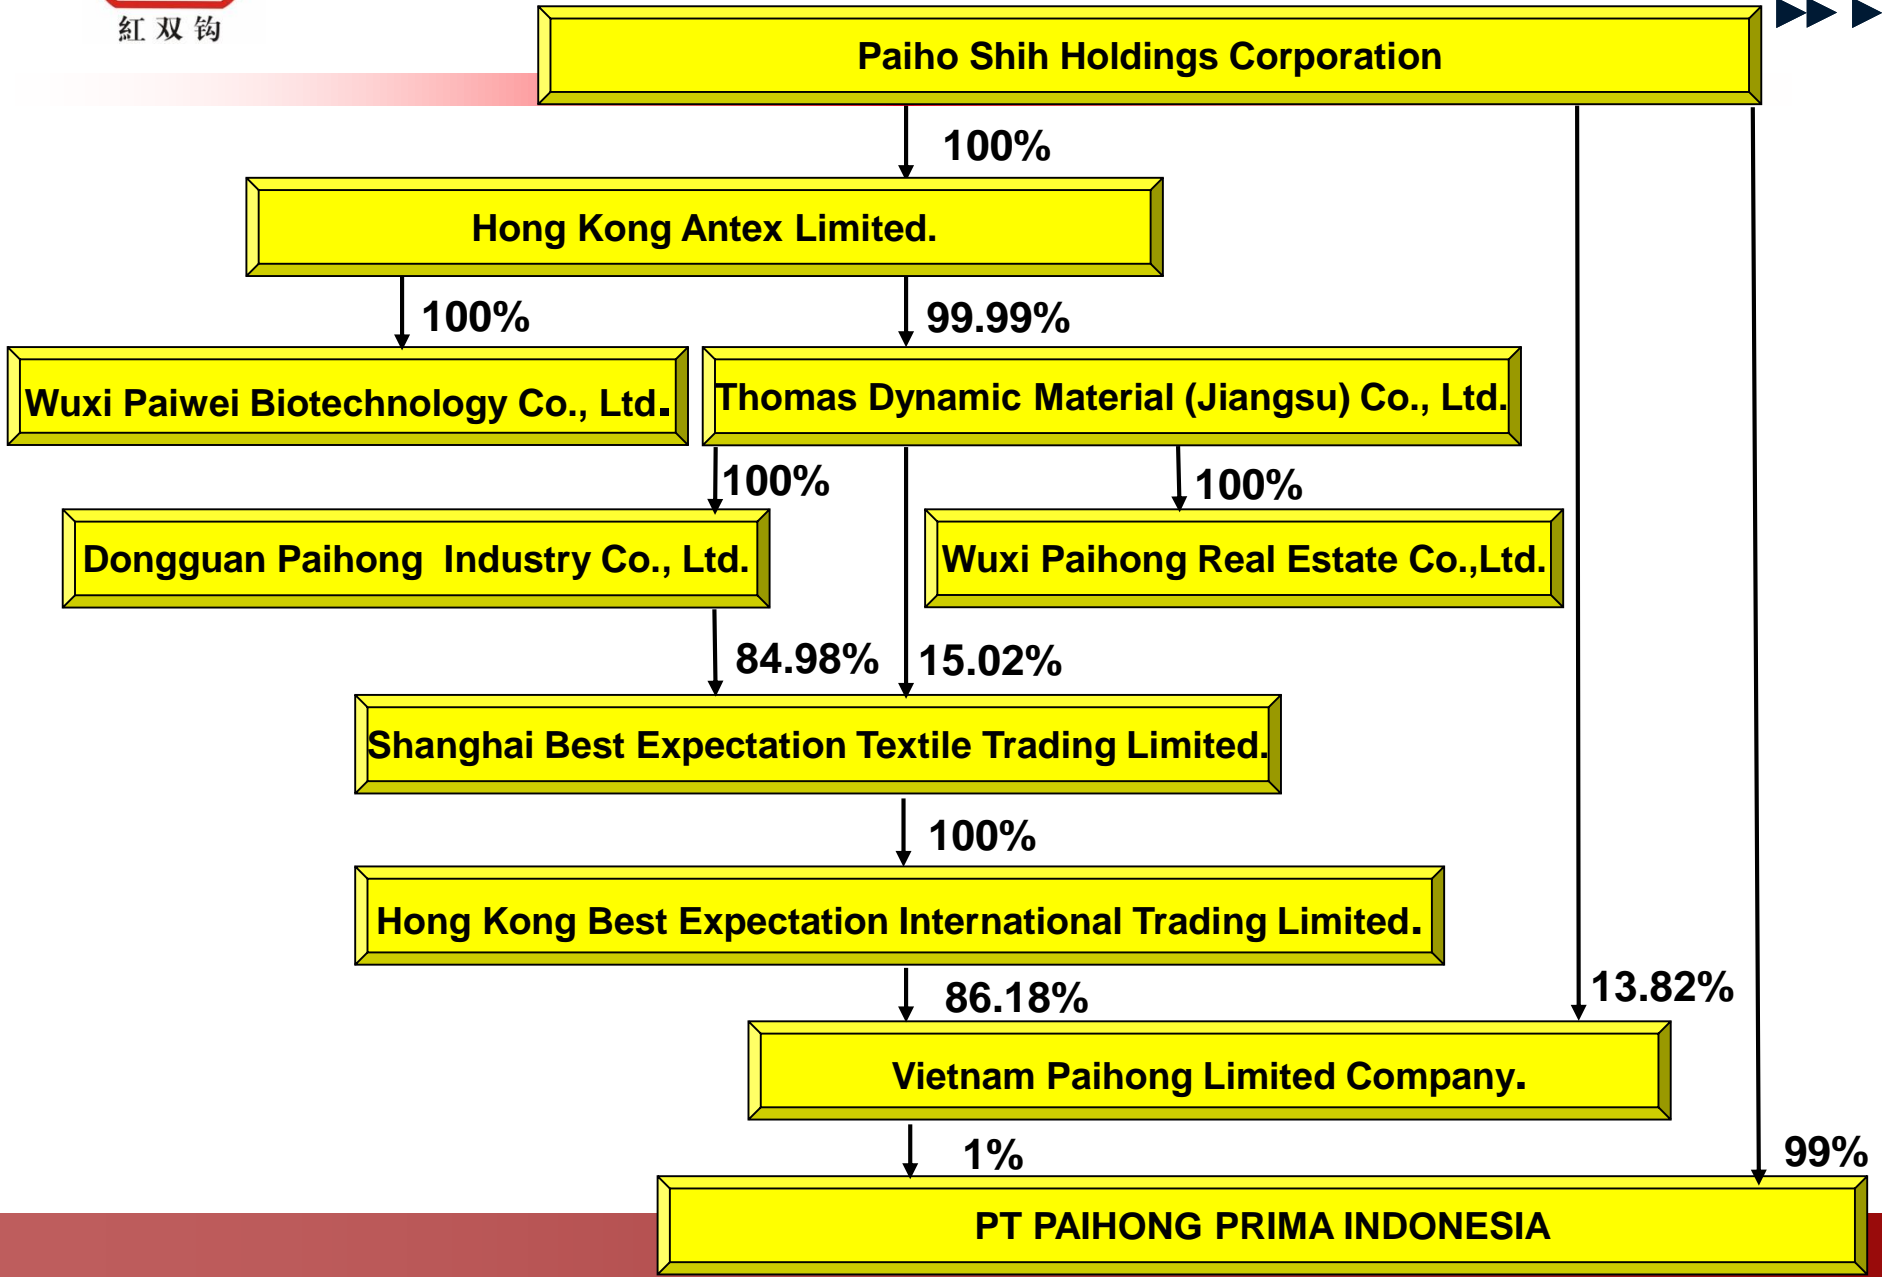 紅双钩
Paiho Shih Holdings Corporation
100%
Hong Kong Antex Limited.
100%
99.99%
Wuxi Paiwei Biotechnology Co., Ltd.
Thomas Dynamic Material (Jiangsu) Co., Ltd.
100%
100%
Dongguan Paihong Industry Co., Ltd.
Wuxi Paihong Real Estate Co.,Ltd.
84.98%
15.02%
Shanghai Best Expectation Textile Trading Limited.
100%
Hong Kong Best Expectation International Trading Limited.
86.18%
13.82%
Vietnam Paihong Limited Company.
1%
99%
PT PAIHONG PRIMA INDONESIA